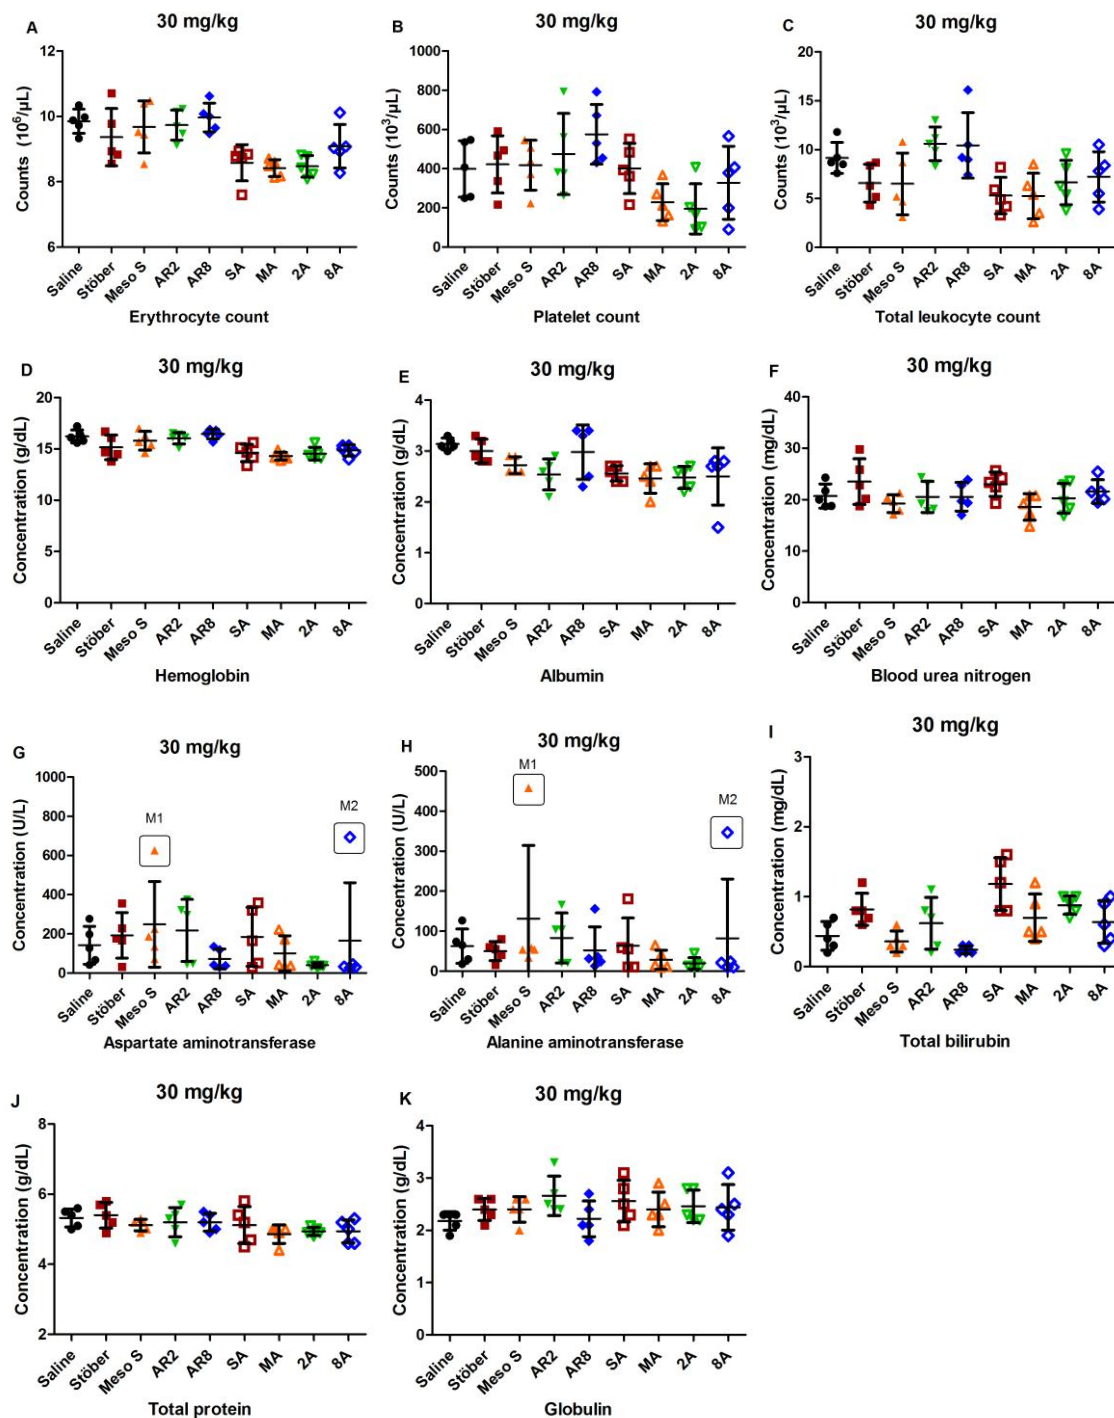 A 30 mg/kg
Counts (10⁶/µL)
12
10
8
6
Saline Stöber Meso S AR2 AR8 SA MA 2A 8A
Erythrocyte count
B 30 mg/kg
Counts (10³/µL)
1000
800
600
400
200
0
Saline Stöber Meso S AR2 AR8 SA MA 2A 8A
Platelet count
C 30 mg/kg
Counts (10³/µL)
20
15
10
5
0
Saline Stöber Meso S AR2 AR8 SA MA 2A 8A
Total leukocyte count
D 30 mg/kg
Concentration (g/dL)
20
15
10
5
0
Saline Stöber Meso S AR2 AR8 SA MA 2A 8A
Hemoglobin
E 30 mg/kg
Concentration (g/dL)
4
3
2
1
0
Saline Stöber Meso S AR2 AR8 SA MA 2A 8A
Albumin
F 30 mg/kg
Concentration (mg/dL)
40
30
20
10
0
Saline Stöber Meso S AR2 AR8 SA MA 2A 8A
Blood urea nitrogen
G 30 mg/kg
Concentration (U/L)
1000
800
600
400
200
0
M1
M2
Saline Stöber Meso S AR2 AR8 SA MA 2A 8A
Aspartate aminotransferase
H 30 mg/kg
Concentration (U/L)
500
400
300
200
100
0
M1
M2
Saline Stöber Meso S AR2 AR8 SA MA 2A 8A
Alanine aminotransferase
I 30 mg/kg
Concentration (mg/dL)
3
2
1
0
Saline Stöber Meso S AR2 AR8 SA MA 2A 8A
Total bilirubin
J 30 mg/kg
Concentration (g/dL)
8
6
4
2
Saline Stöber Meso S AR2 AR8 SA MA 2A 8A
Total protein
K 30 mg/kg
Concentration (g/dL)
4
3
2
1
0
Saline Stöber Meso S AR2 AR8 SA MA 2A 8A
Globulin